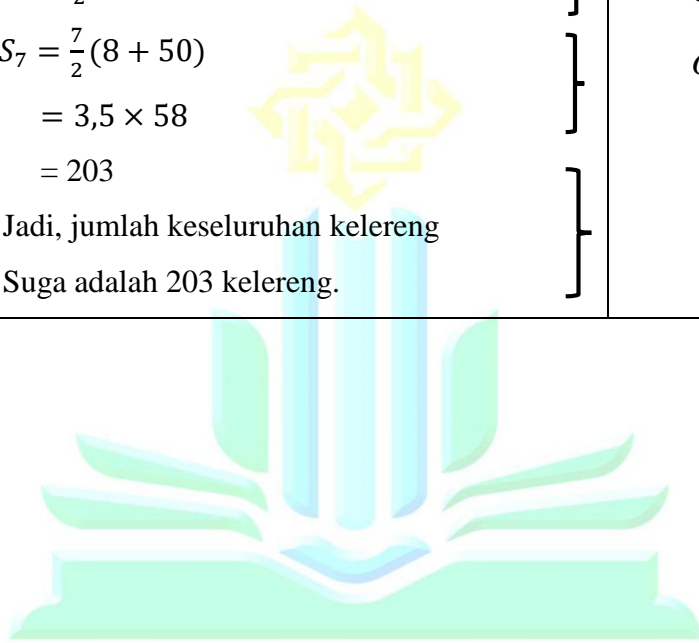 S₇ = 7/2 (8 + 50)
= 3,5 × 58
= 203
Jadi, jumlah keseluruhan kelereng
Suga adalah 203 kelereng.